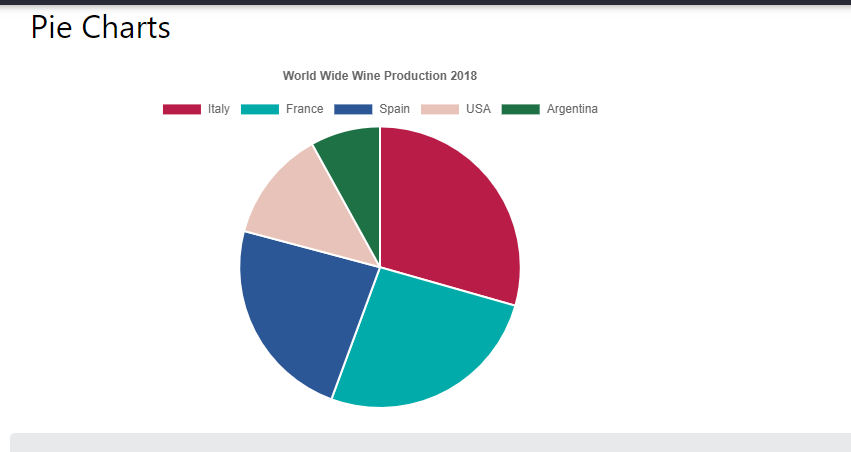 Pie Charts
World Wide Wine Production 2018
Italy France Spain USA Argentina